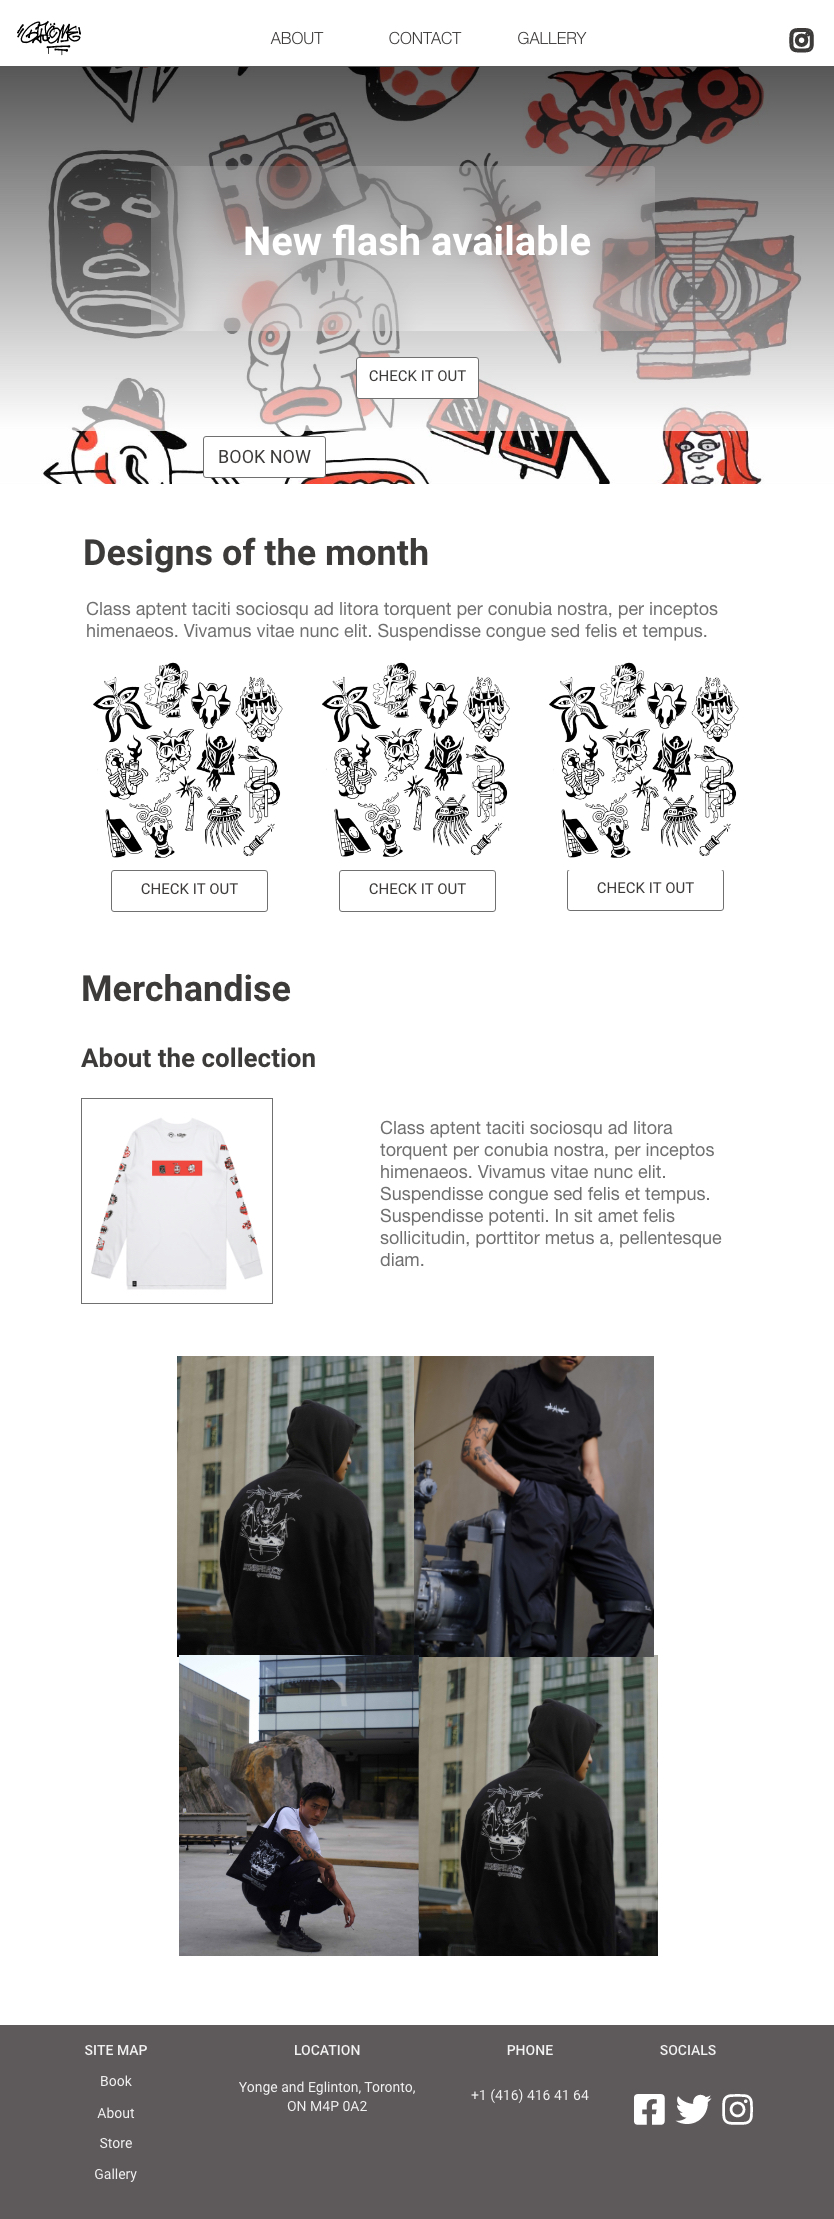 ABOUT
CONTACT
GALLERY
New flash available
CHECK IT OUT
BOOK NOW
Designs of the month
Class aptent taciti sociosqu ad litora torquent per conubia nostra, per inceptos
himenaeos. Vivamus vitae nunc elit. Suspendisse congue sed felis et tempus.
CHECK IT OUT
CHECK IT OUT
CHECK IT OUT
Merchandise
About the collection
Class aptent taciti sociosqu ad litora
torquent per conubia nostra, per inceptos
himenaeos. Vivamus vitae nunc elit.
Suspendisse congue sed felis et tempus.
Suspendisse potenti. In sit amet felis
sollicitudin, porttitor metus a, pellentesque
diam.
SITE MAP
Book
About
Store
Gallery
LOCATION
Yonge and Eglinton, Toronto,
ON M4P 0A2
PHONE
+1 (416) 416 41 64
SOCIALS